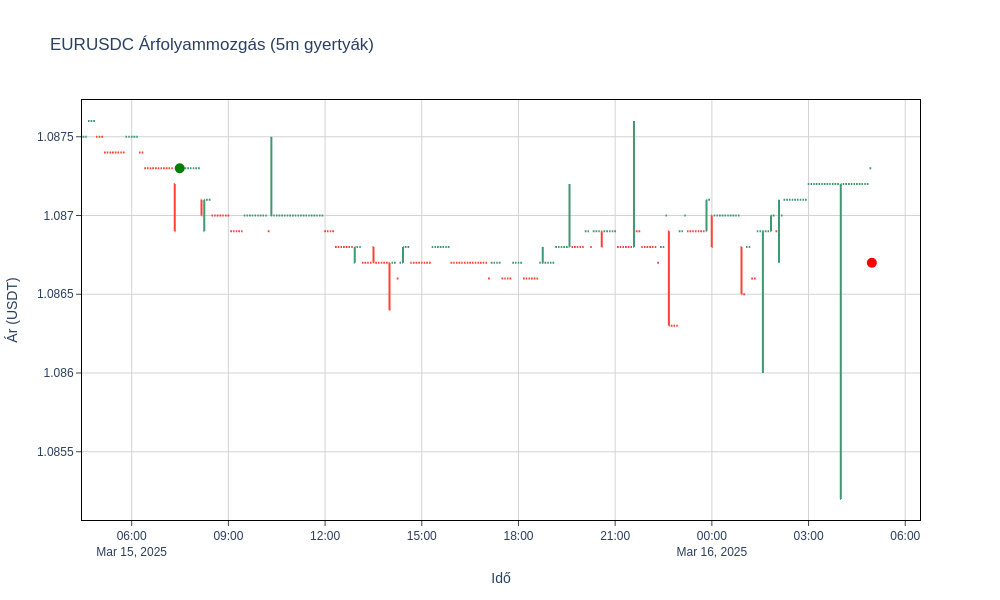 EURUSDC Árfolyammozgás (5m gyertyák)
1.0875
1.087
1.0865
1.086
1.0855
Ár (USDT)
06:00 09:00 12:00 15:00 18:00 21:00 00:00 03:00 06:00
Mar 15, 2025 Mar 16, 2025
Idő